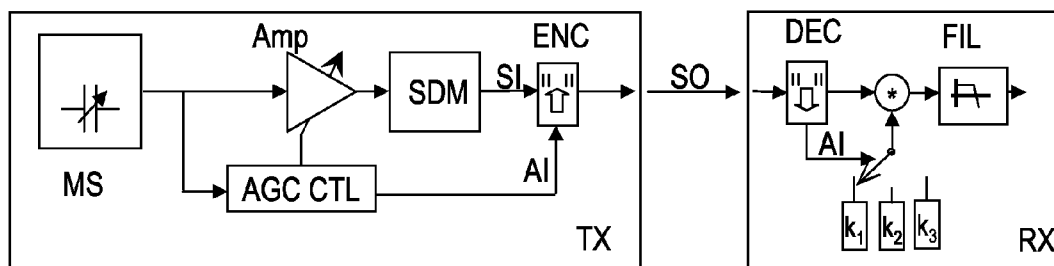 Amp
ENC
SDM
SI
" "
AI
AGC CTL
MS
TX
SO
DEC
FIL
" "
*
AI
k₁
k₂
k₃
RX